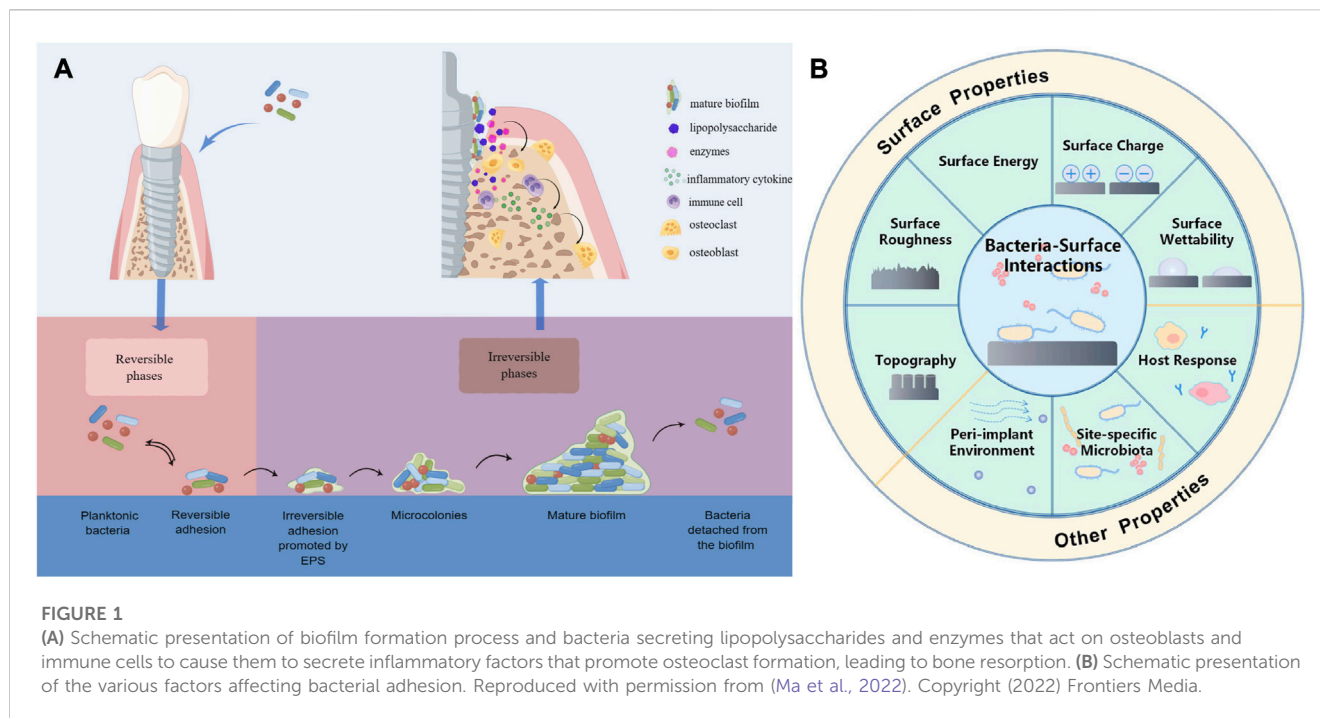 A
mature biofilm
lipopolysaccharide
enzymes
inflammatory cytokine
immune cell
osteoclast
osteoblast
Reversible
phases
Irreversible
phases
Planktonic
bacteria
Reversible
adhesion
Irreversible
adhesion
promoted by
EPS
Microcolonies
Mature biofilm
Bacteria
detached from
the biofilm
B
Surface Properties
Surface Energy
Surface Charge
Surface
Roughness
Surface
Wettability
Bacteria-Surface
Interactions
Topography
Host Response
Peri-implant
Environment
Site-specific
Microbiota
Other Properties
FIGURE 1
(A) Schematic presentation of biofilm formation process and bacteria secreting lipopolysaccharides and enzymes that act on osteoblasts and
immune cells to cause them to secrete inflammatory factors that promote osteoclast formation, leading to bone resorption. (B) Schematic presentation
of the various factors affecting bacterial adhesion. Reproduced with permission from (Ma et al., 2022). Copyright (2022) Frontiers Media.